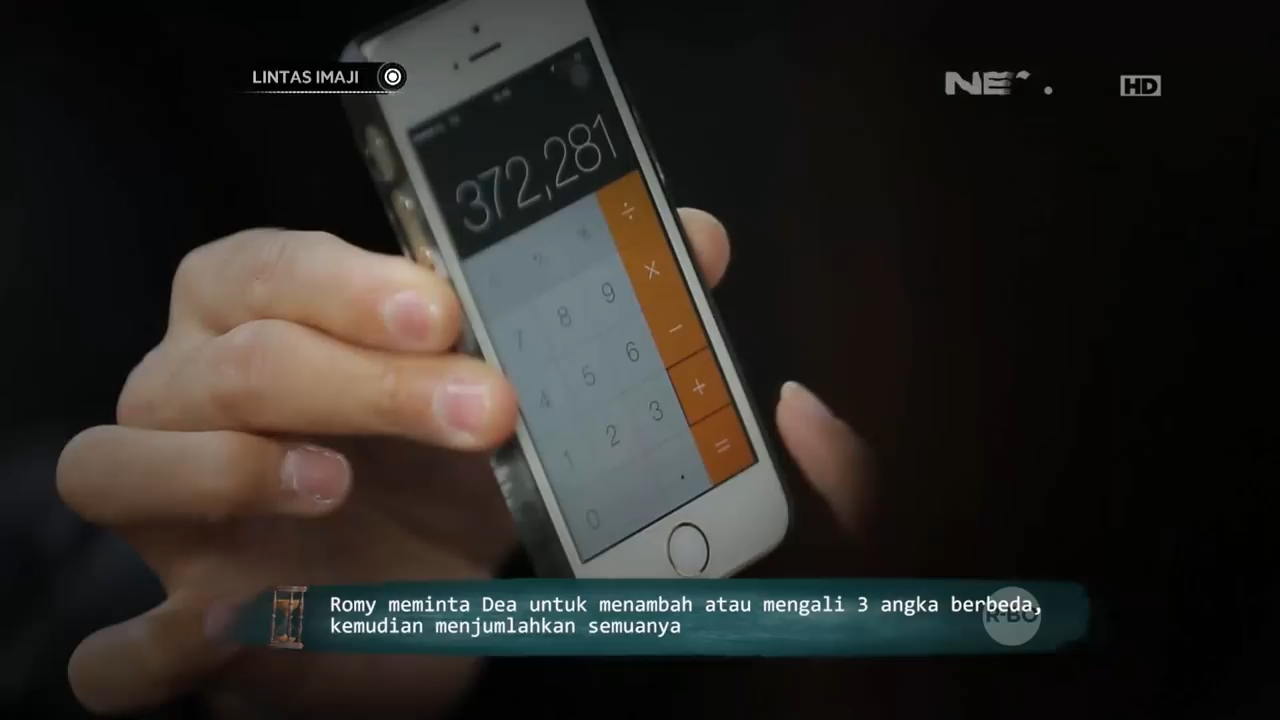 LINTAS IMAJI
HD
372,281
÷
×
7 8 9 −
4 5 6 +
1 2 3 =
0 .
Romy meminta Dea untuk menambah atau mengali 3 angka berbeda,
kemudian menjumlahkan semuanya
R-BO